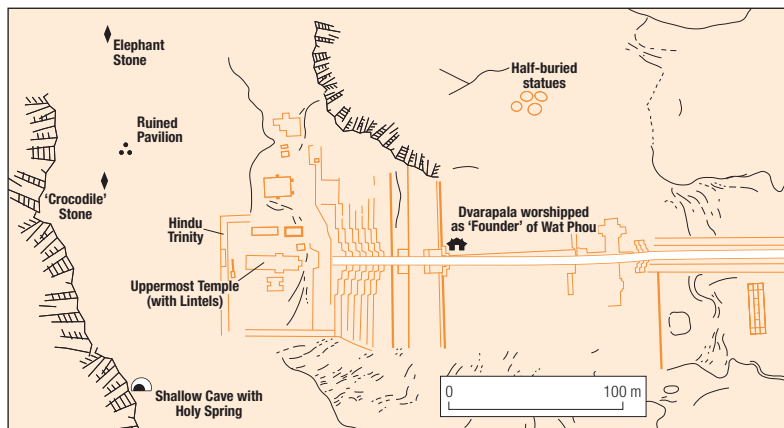 Elephant
Stone
Half-buried
statues
Ruined
Pavilion
'Crocodile'
Stone
Hindu
Trinity
Dvarapala worshipped
as 'Founder' of Wat Phou
Uppermost Temple
(with Lintels)
Shallow Cave with
Holy Spring
0
100 m